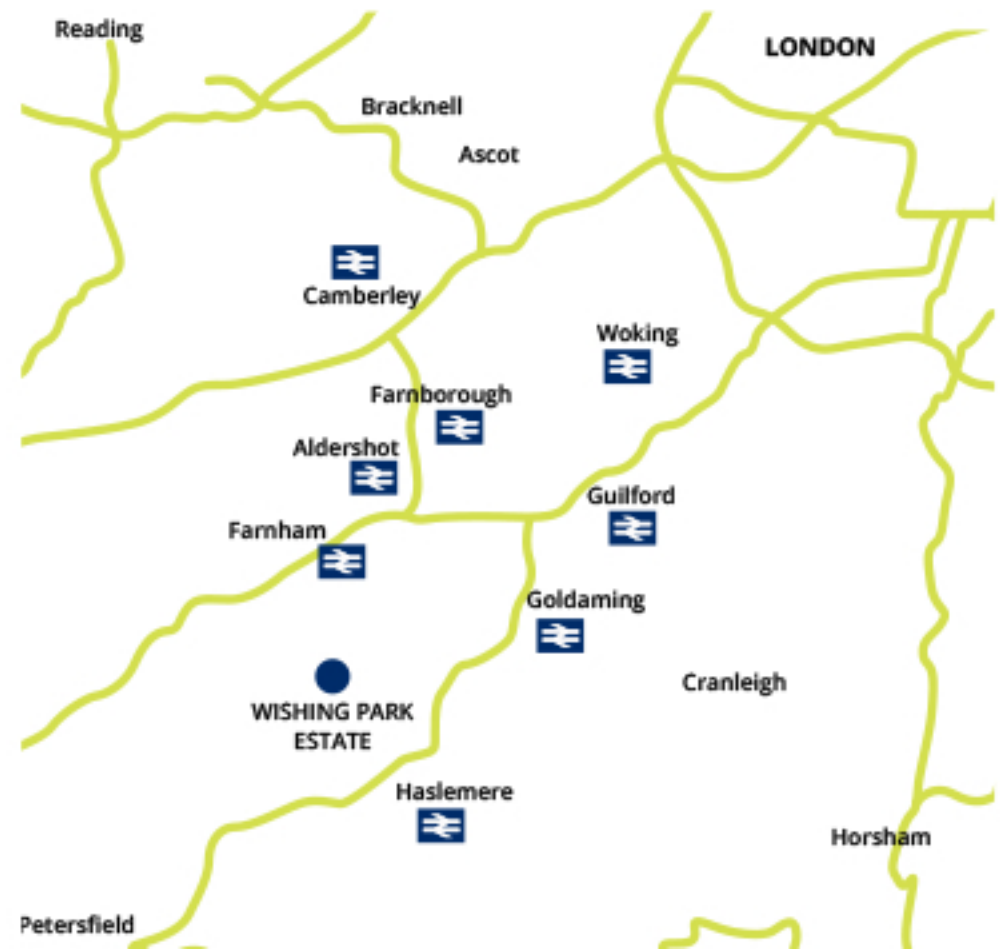 Reading
LONDON
Bracknell
Ascot
Camberley
Woking
Farnborough
Aldershot
Guilford
Farnham
Goldaming
Cranleigh
WISHING PARK
ESTATE
Haslemere
Horsham
Petersfield